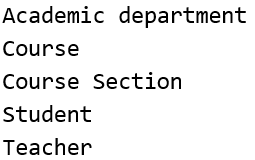 Academic department
Course
Course Section
Student
Teacher